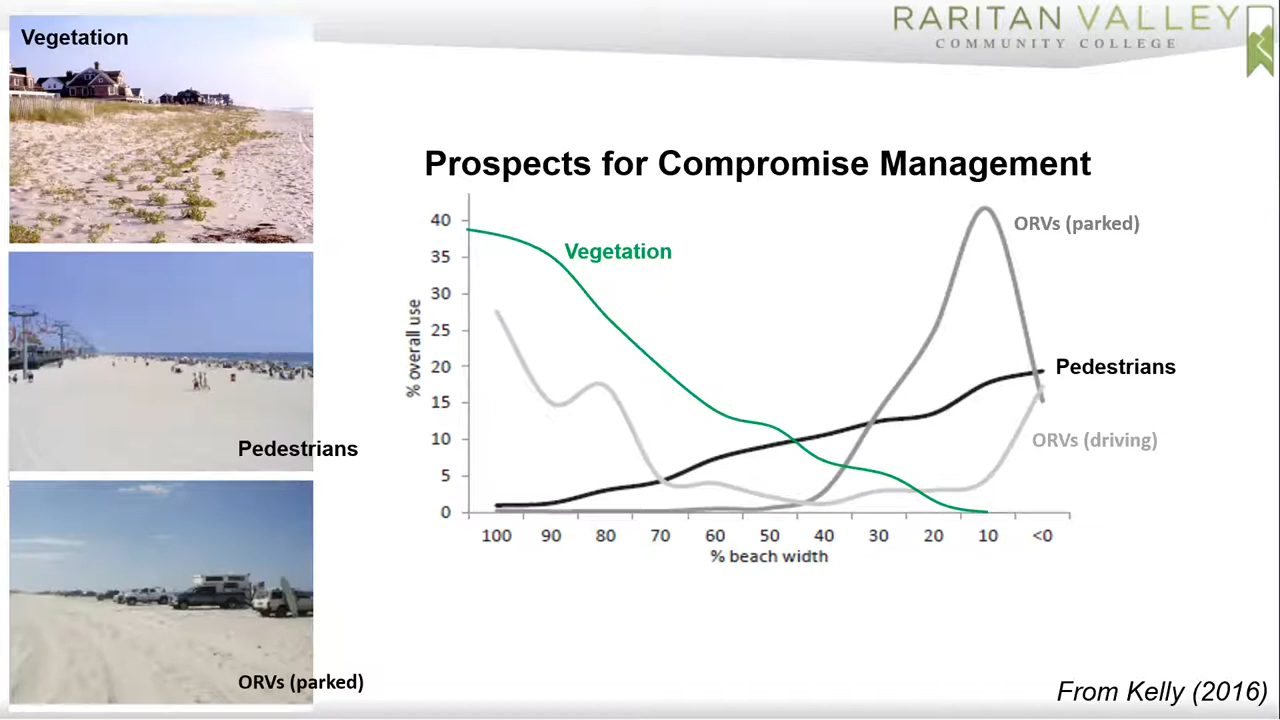 Vegetation
RARITAN VALLEY
COMMUNITY COLLEGE
Prospects for Compromise Management
ORVs (parked)
Vegetation
Pedestrians
ORVs (driving)
% overall use
40
35
30
25
20
15
10
5
0
100 90 80 70 60 50 40 30 20 10 <0
% beach width
Pedestrians
ORVs (parked)
From Kelly (2016)